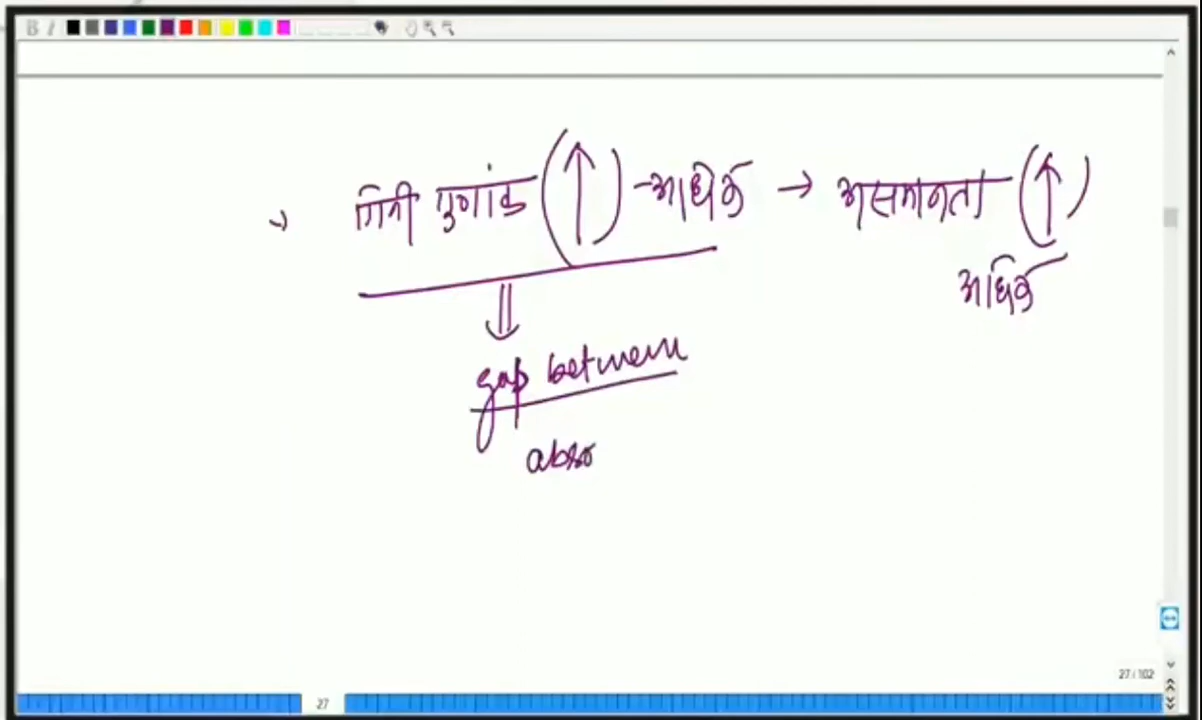 → गिनी गुणांक (↑) - अधिक → असमानता (↑)
अधिक
⇓
gap between
abso
27 / 102
27